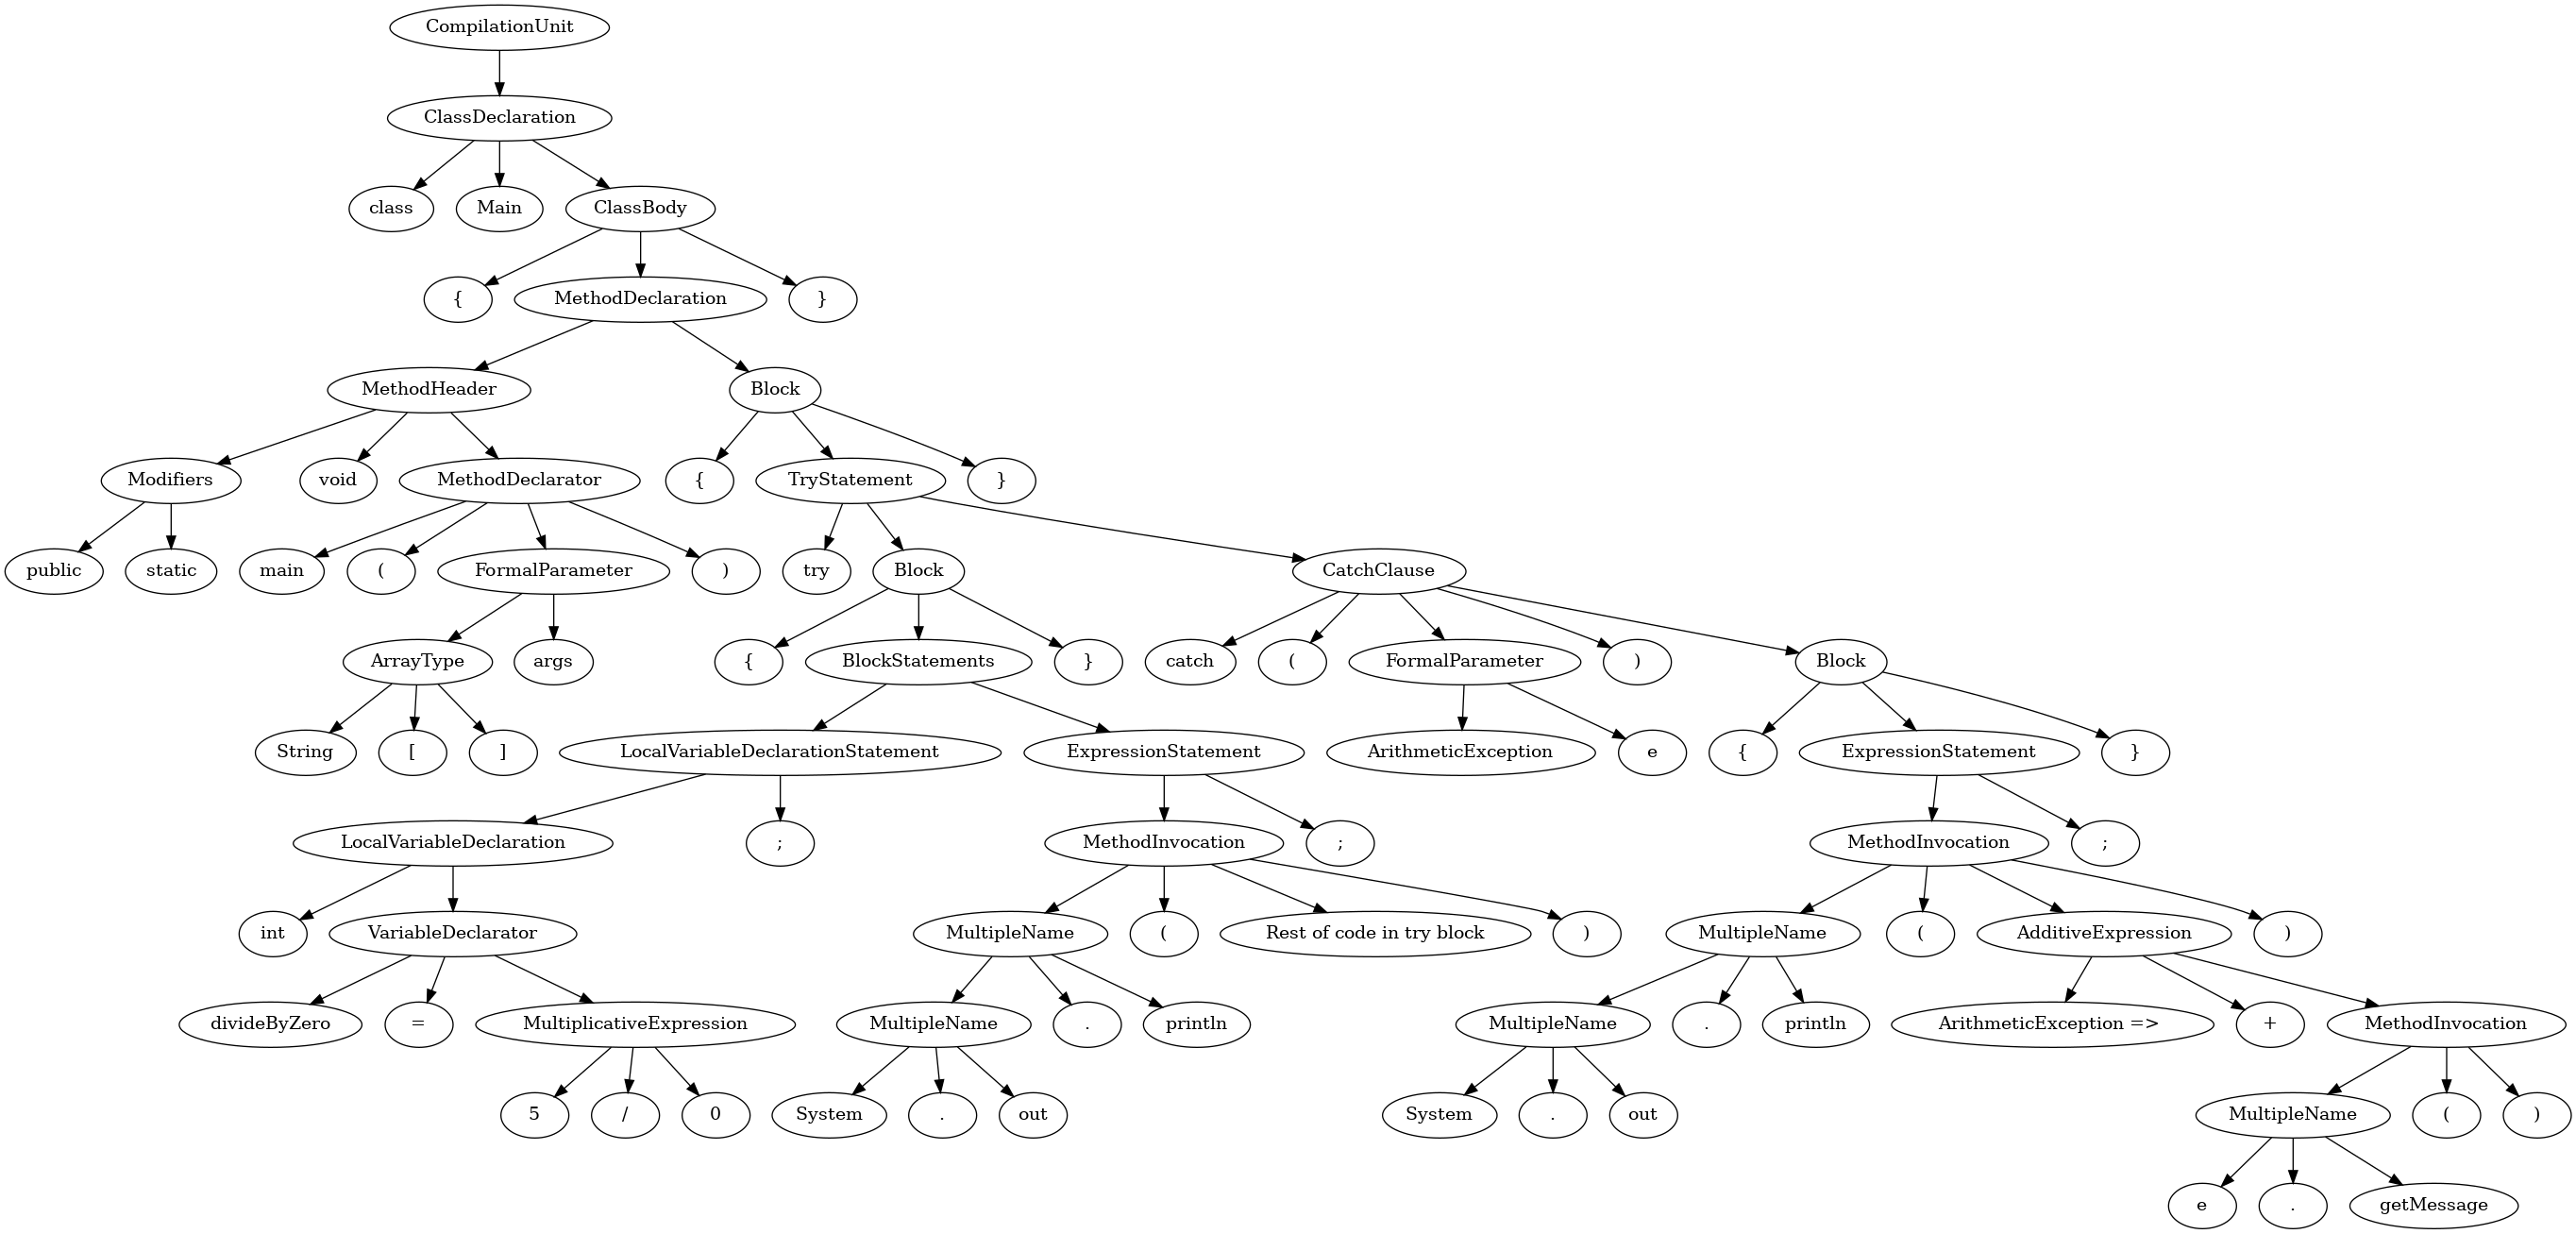 CompilationUnit
ClassDeclaration
class Main ClassBody
{ MethodDeclaration }
MethodHeader Block
Modifiers void MethodDeclarator { TryStatement }
public static main ( FormalParameter ) try Block CatchClause
ArrayType args { BlockStatements } catch ( FormalParameter ) Block
String [ ] LocalVariableDeclarationStatement ExpressionStatement ArithmeticException e { ExpressionStatement }
LocalVariableDeclaration ; MethodInvocation ; MethodInvocation ;
int VariableDeclarator MultipleName ( Rest of code in try block ) MultipleName ( AdditiveExpression )
divideByZero = MultiplicativeExpression MultipleName . println MultipleName . println ArithmeticException => + MethodInvocation
5 / 0 System . out System . out MultipleName ( )
e . getMessage